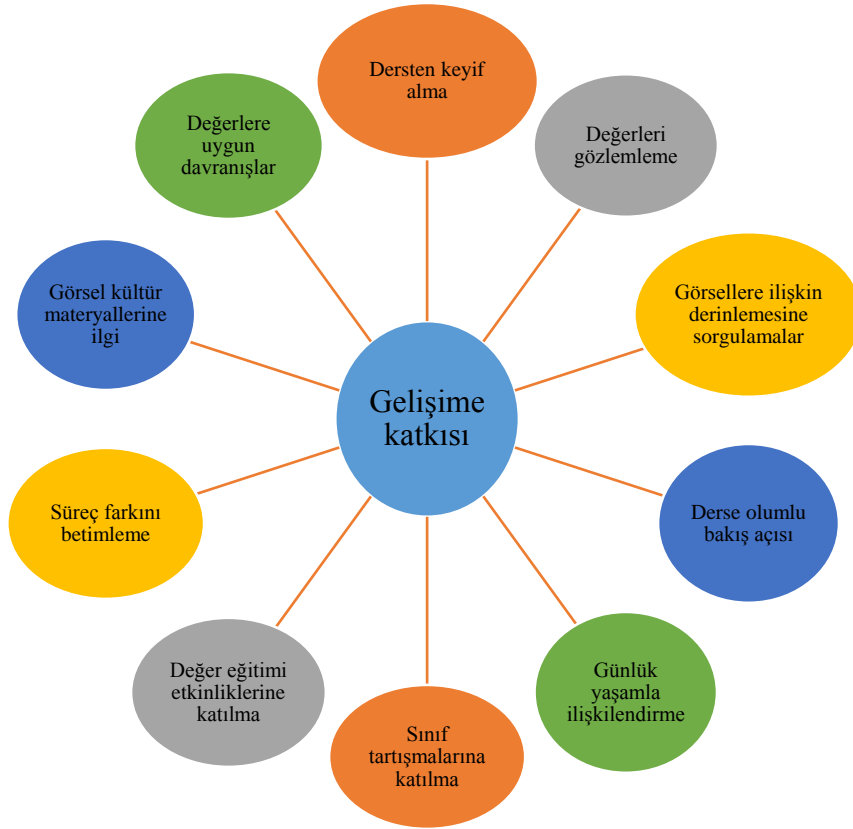 Dersten keyif
alma
Değerleri
gözlemleme
Görsellere ilişkin
derinlemesine
sorgulamalar
Derse olumlu
bakış açısı
Günlük
yaşamla
ilişkilendirme
Sınıf
tartışmalarına
katılma
Değer eğitimi
etkinliklerine
katılma
Süreç farkını
betimleme
Görsel kültür
materyallerine
ilgi
Değerlere
uygun
davranışlar
Gelişime
katkısı